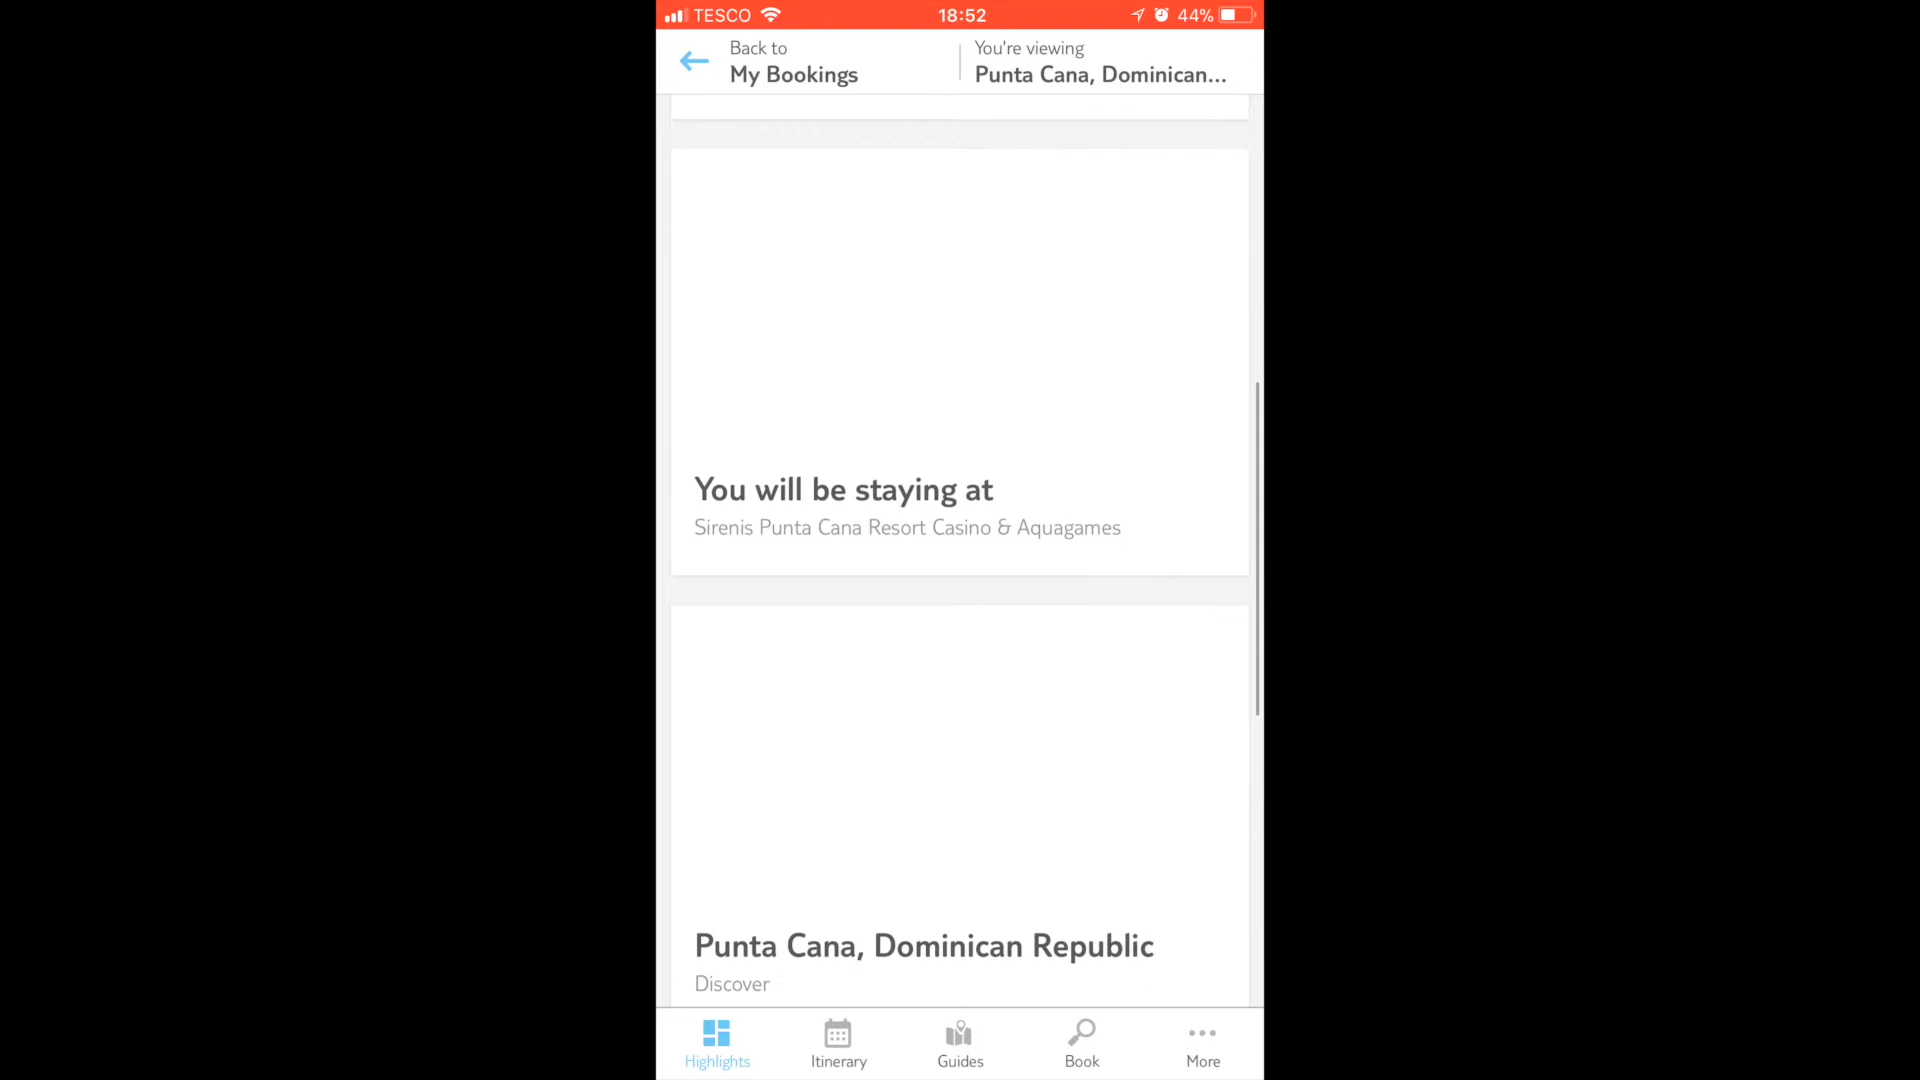 TESCO 18:52 44%
Back to
My Bookings
You're viewing
Punta Cana, Dominican...
You will be staying at
Sirenis Punta Cana Resort Casino & Aquagames
Punta Cana, Dominican Republic
Discover
Highlights Itinerary Guides Book More